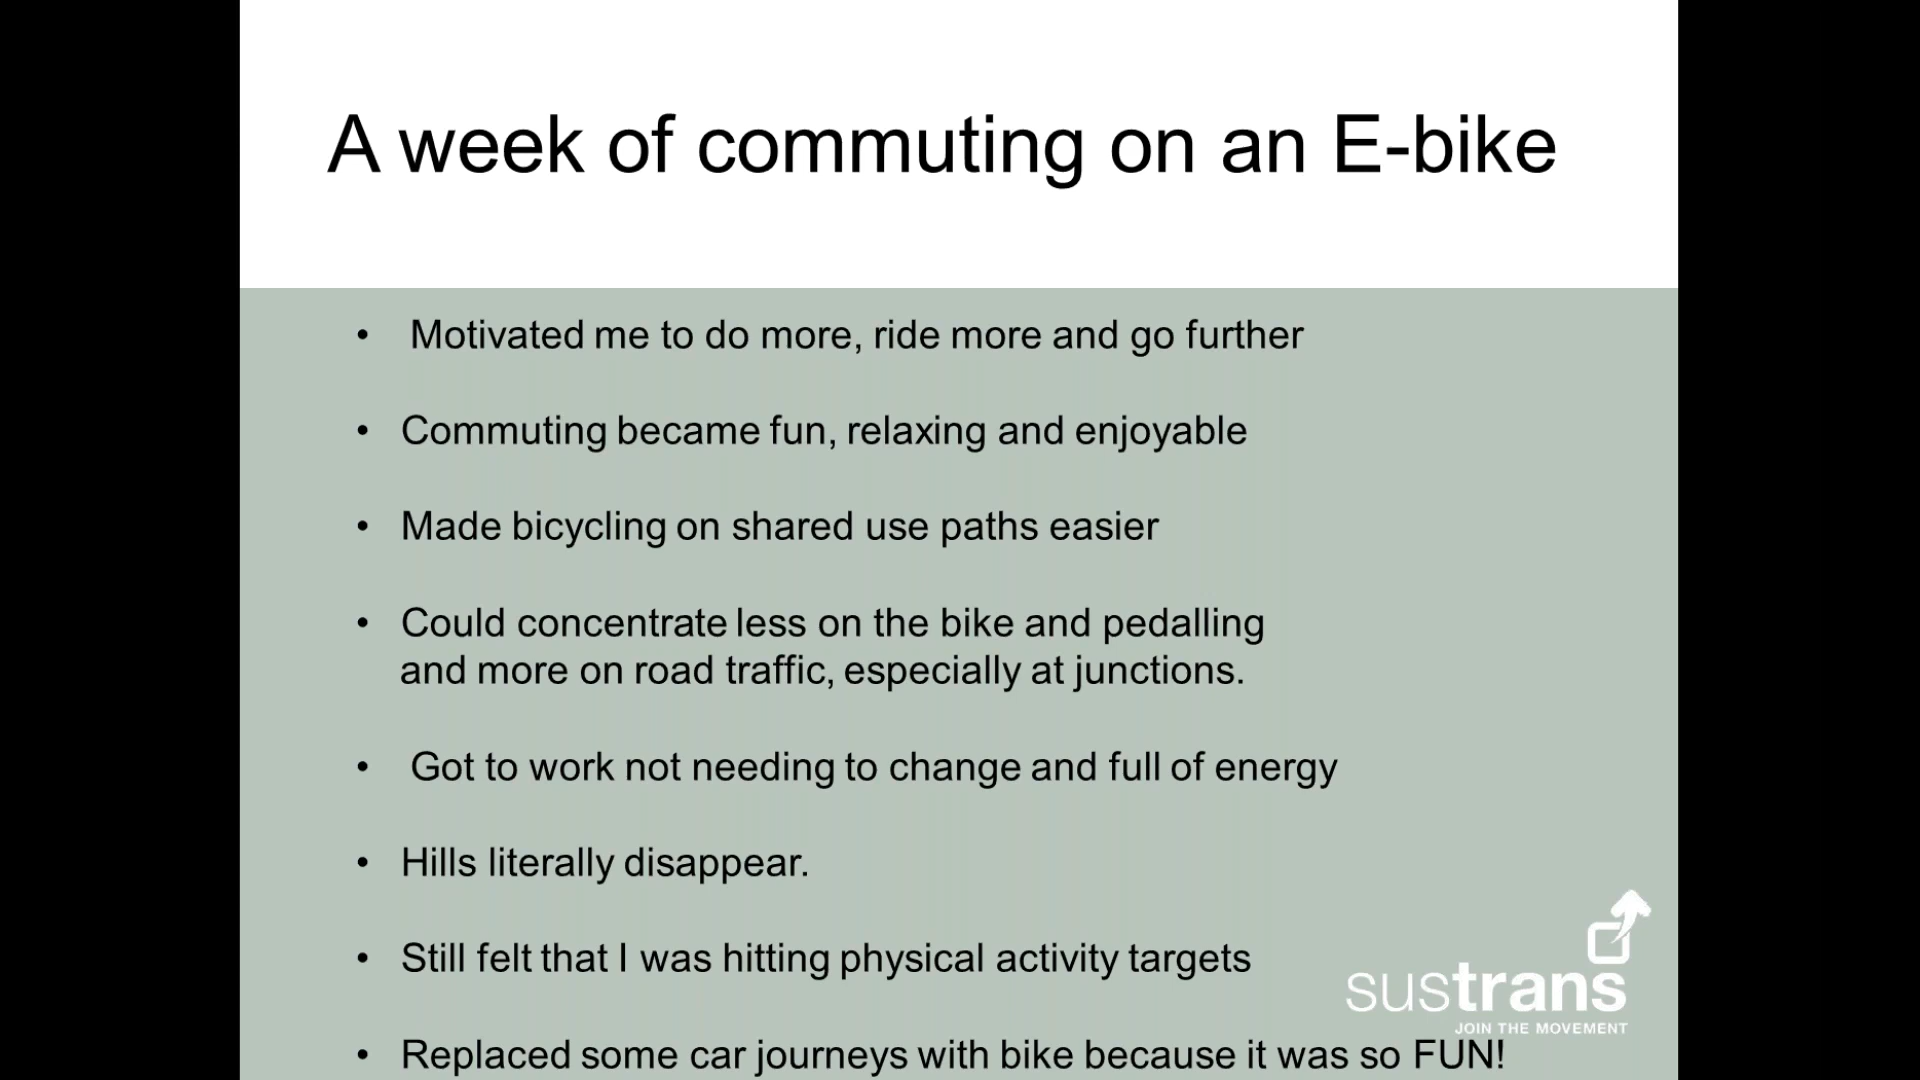 A week of commuting on an E-bike
• Motivated me to do more, ride more and go further
• Commuting became fun, relaxing and enjoyable
• Made bicycling on shared use paths easier
• Could concentrate less on the bike and pedalling
and more on road traffic, especially at junctions.
• Got to work not needing to change and full of energy
• Hills literally disappear.
• Still felt that I was hitting physical activity targets
sustrans
JOIN THE MOVEMENT
• Replaced some car journeys with bike because it was so FUN!